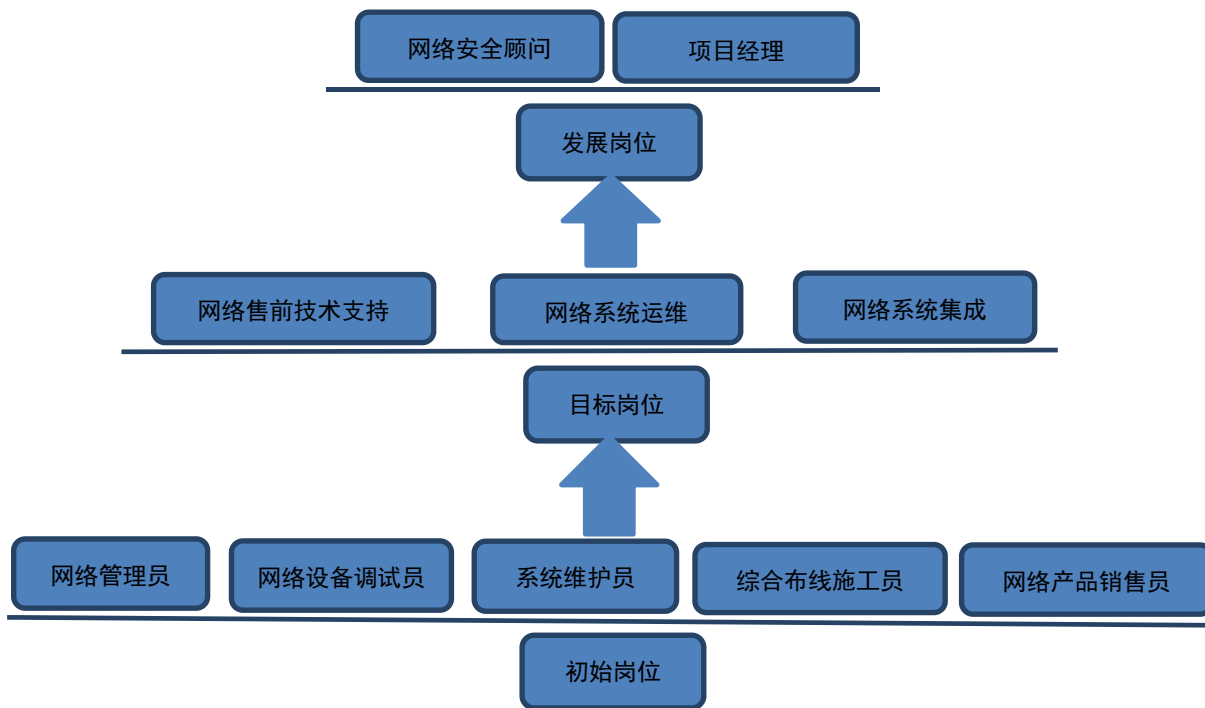 网络安全顾问
项目经理
发展岗位
网络售前技术支持
网络系统运维
网络系统集成
目标岗位
网络管理员
网络设备调试员
系统维护员
综合布线施工员
网络产品销售员
初始岗位